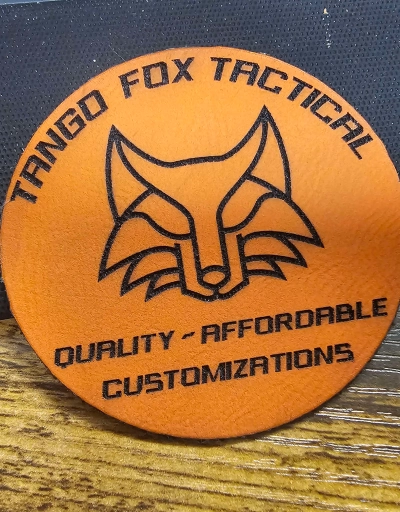 TANGO FOX TACTICAL
QUALITY ~ AFFORDABLE
CUSTOMIZATIONS